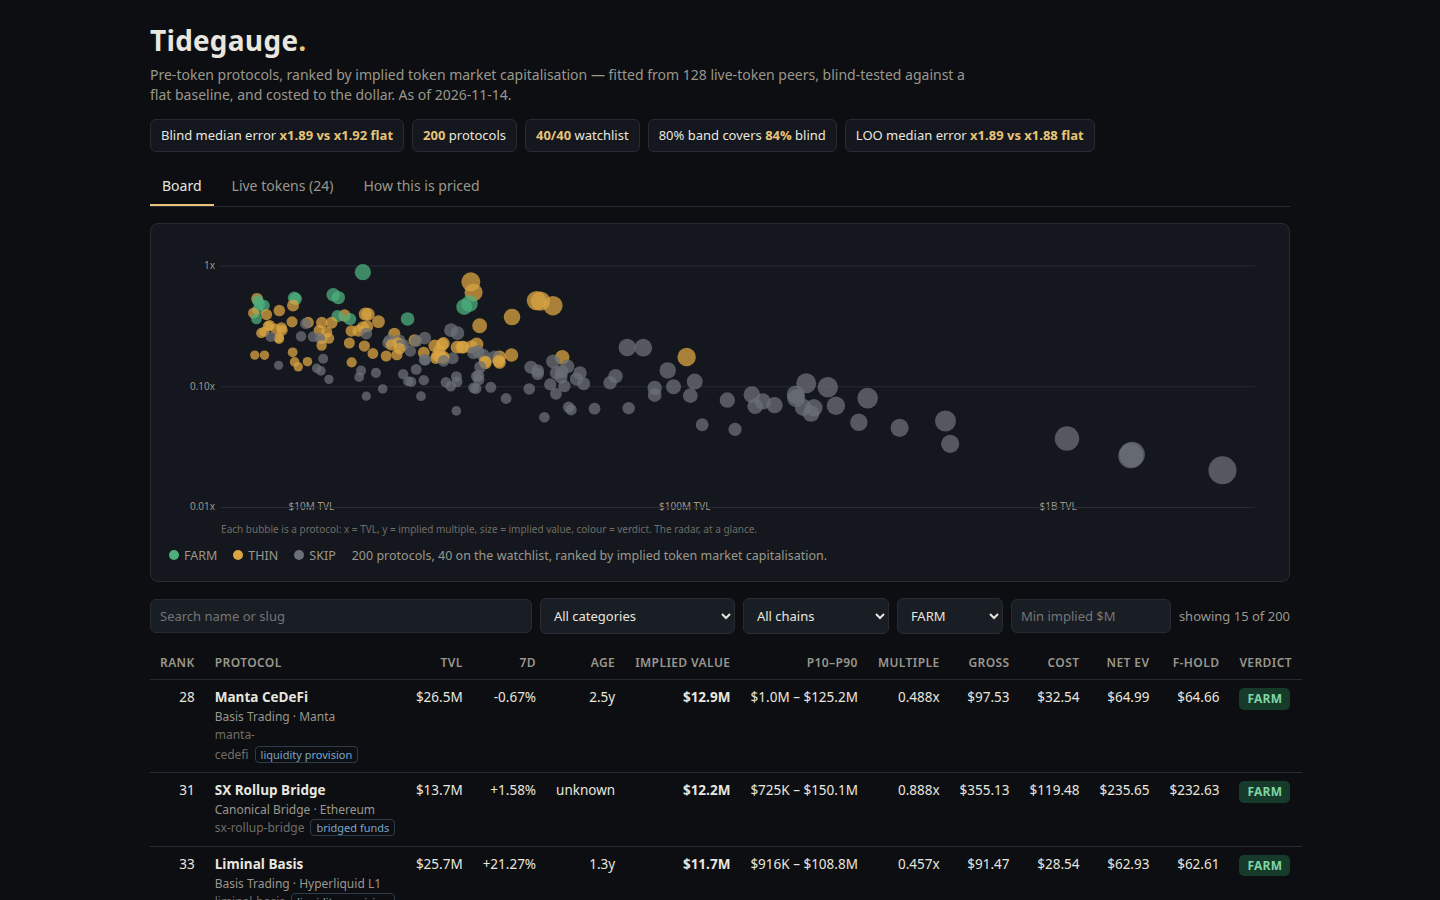 Tidegauge.
Pre-token protocols, ranked by implied token market capitalisation — fitted from 128 live-token peers, blind-tested against a
flat baseline, and costed to the dollar. As of 2026-11-14.
Blind median error x1.89 vs x1.92 flat
200 protocols
40/40 watchlist
80% band covers 84% blind
LOO median error x1.89 vs x1.88 flat
Board
Live tokens (24)
How this is priced
1x
0.10x
0.01x
$10M TVL
$100M TVL
$1B TVL
Each bubble is a protocol: x = TVL, y = implied multiple, size = implied value, colour = verdict. The radar, at a glance.
FARM THIN SKIP 200 protocols, 40 on the watchlist, ranked by implied token market capitalisation.
Search name or slug All categories All chains FARM Min implied $M showing 15 of 200
RANK PROTOCOL TVL 7D AGE IMPLIED VALUE P10–P90 MULTIPLE GROSS COST NET EV F-HOLD VERDICT
28 Manta CeDeFi $26.5M -0.67% 2.5y $12.9M $1.0M – $125.2M 0.488x $97.53 $32.54 $64.99 $64.66 FARM
Basis Trading · Manta
manta-
cedefi liquidity provision
31 SX Rollup Bridge $13.7M +1.58% unknown $12.2M $725K – $150.1M 0.888x $355.13 $119.48 $235.65 $232.63 FARM
Canonical Bridge · Ethereum
sx-rollup-bridge bridged funds
33 Liminal Basis $25.7M +21.27% 1.3y $11.7M $916K – $108.8M 0.457x $91.47 $28.54 $62.93 $62.61 FARM
Basis Trading · Hyperliquid L1